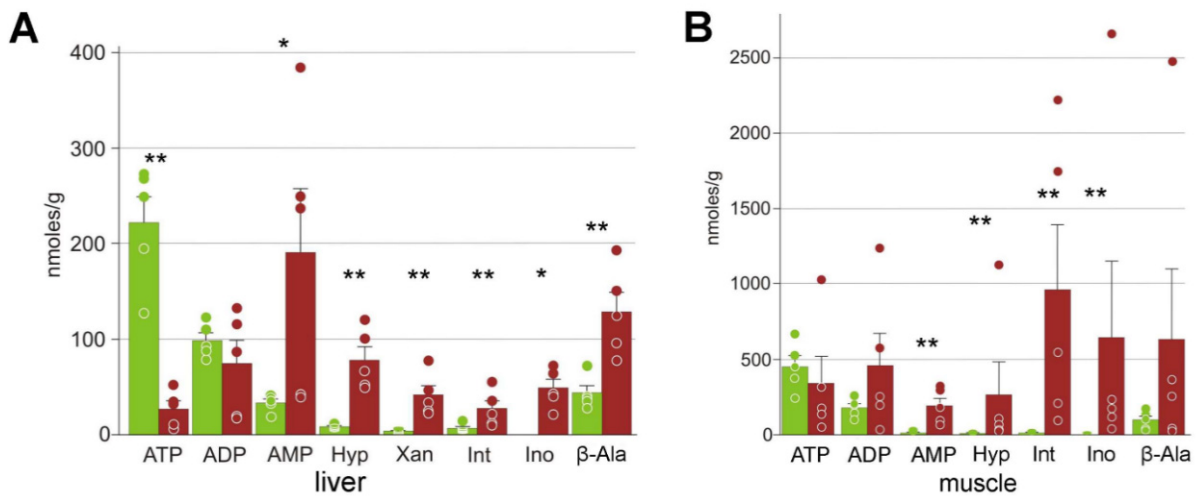 A
400
300
200
100
0
nmoles/g
*
**
**
**
**
*
**
ATP ADP AMP Hyp Xan Int Ino β-Ala
liver
B
2500
2000
1500
1000
500
0
nmoles/g
**
**
**
**
ATP ADP AMP Hyp Int Ino β-Ala
muscle